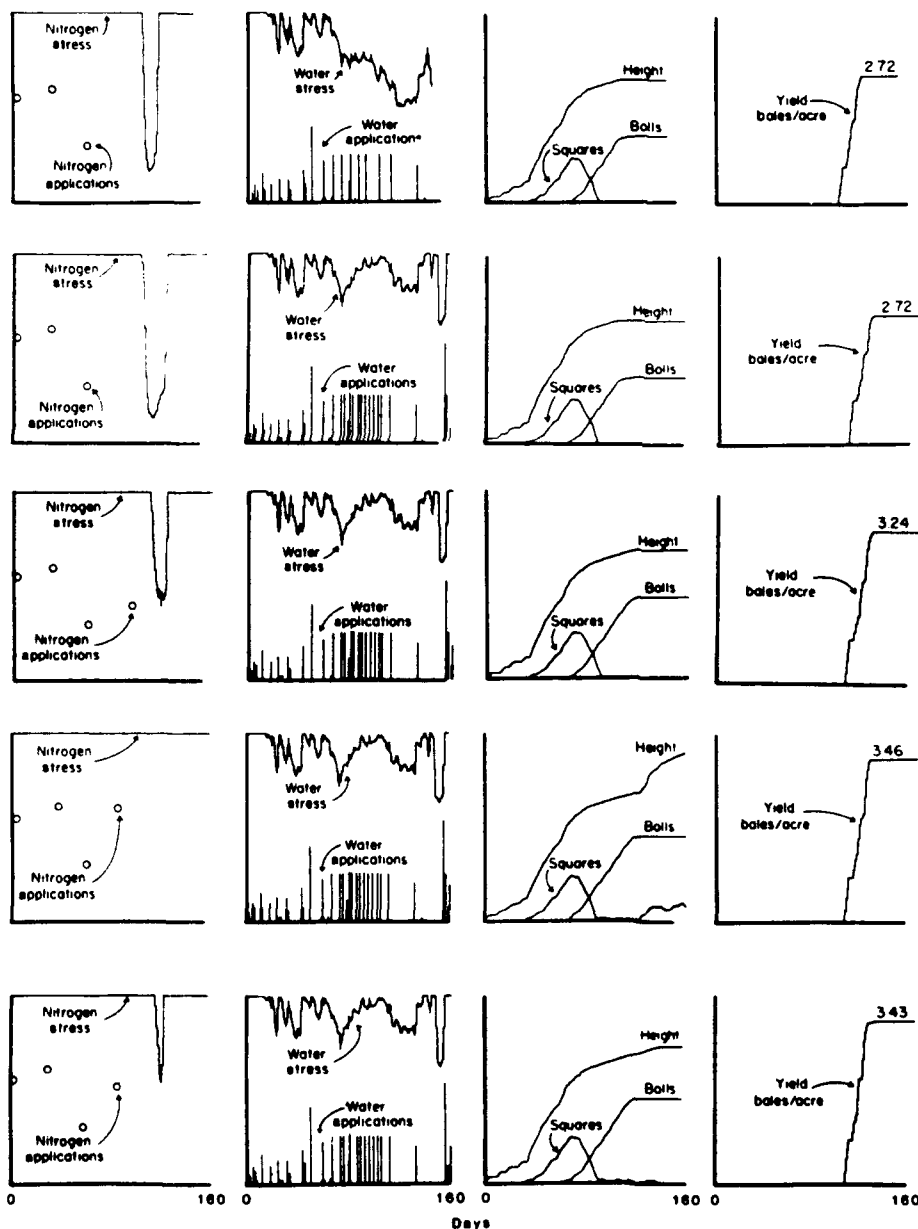 Nitrogen
stress
Nitrogen
applications
Water
stress
Water
applications
Height
Squares
Bolls
2.72
Yield
bales/acre
Nitrogen
stress
Nitrogen
applications
Water
stress
Water
applications
Height
Squares
Bolls
2.72
Yield
bales/acre
Nitrogen
stress
Nitrogen
applications
Water
stress
Water
applications
Height
Squares
Bolls
3.24
Yield
bales/acre
Nitrogen
stress
Nitrogen
applications
Water
stress
Water
applications
Height
Squares
Bolls
3.46
Yield
bales/acre
Nitrogen
stress
Nitrogen
applications
Water
stress
Water
applications
Height
Squares
Bolls
3.43
Yield
bales/acre
0 160 0 160 0 160 0 160
Days